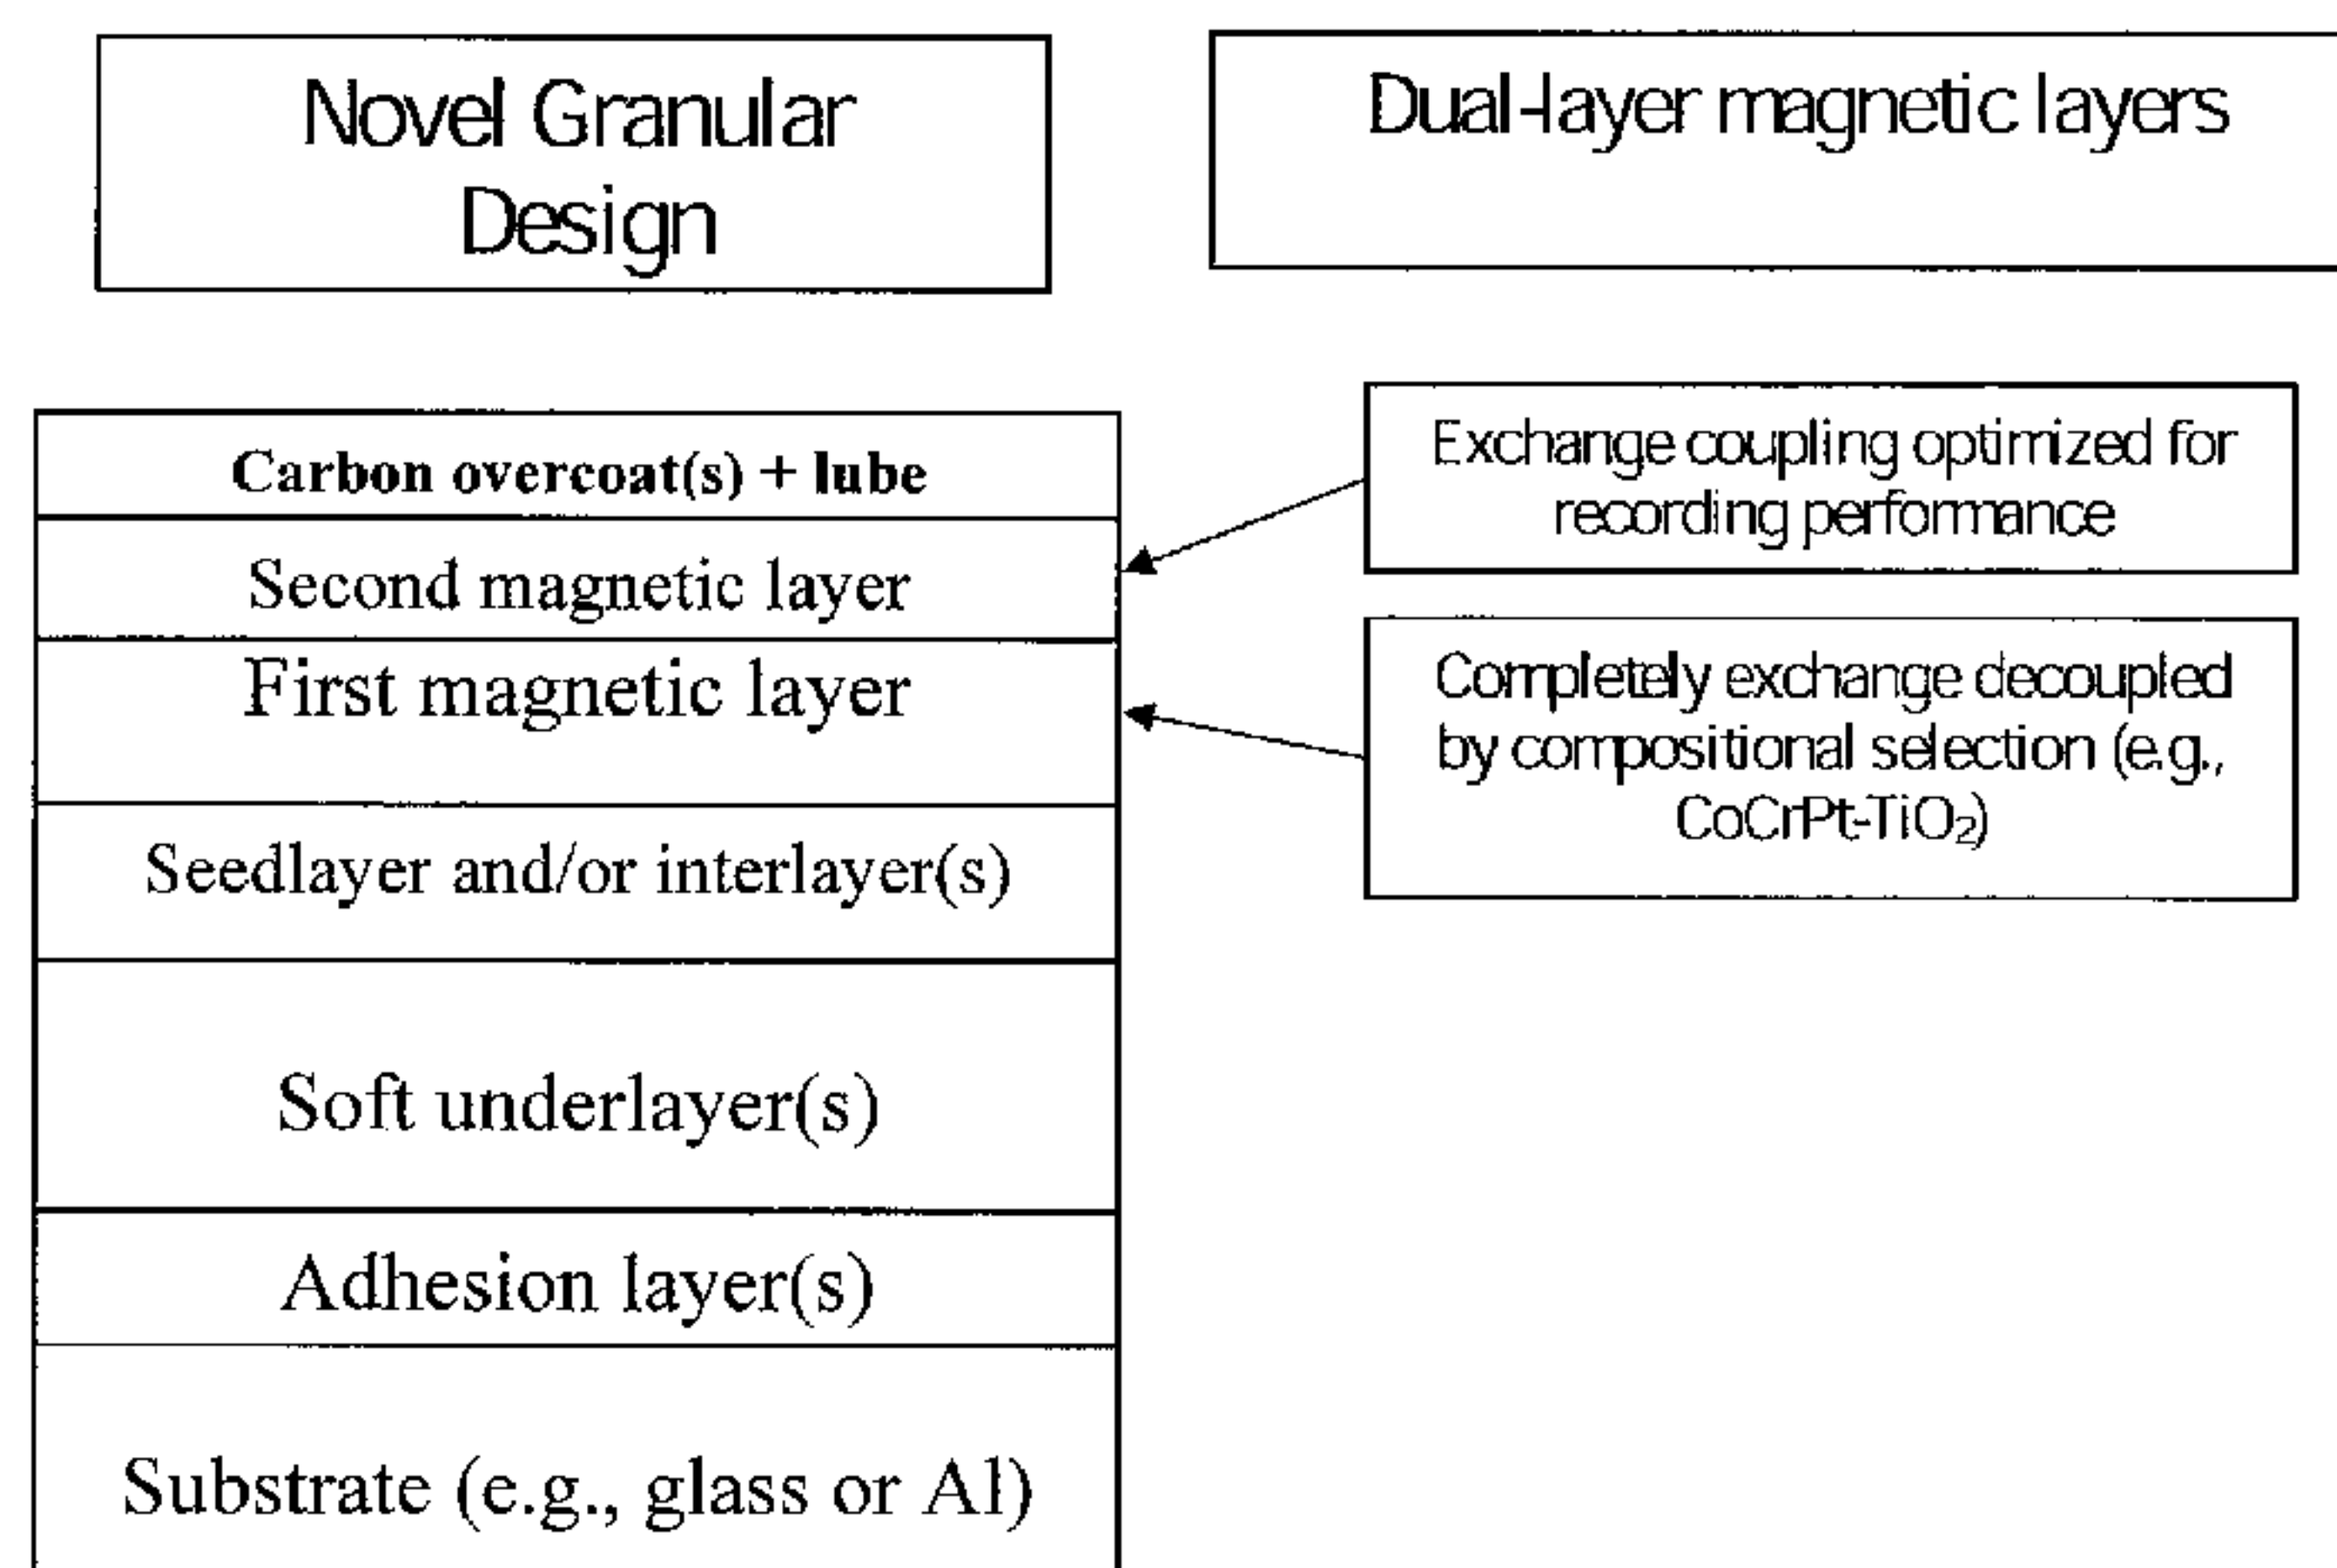 Novel Granular
Design
Dual-layer magnetic layers
Carbon overcoat(s) + lube
Second magnetic layer
First magnetic layer
Seedlayer and/or interlayer(s)
Soft underlayer(s)
Adhesion layer(s)
Substrate (e.g., glass or Al)
Exchange coupling optimized for
recording performance
Completely exchange decoupled
by compositional selection (e.g.,
CoCrPt-TiO₂)